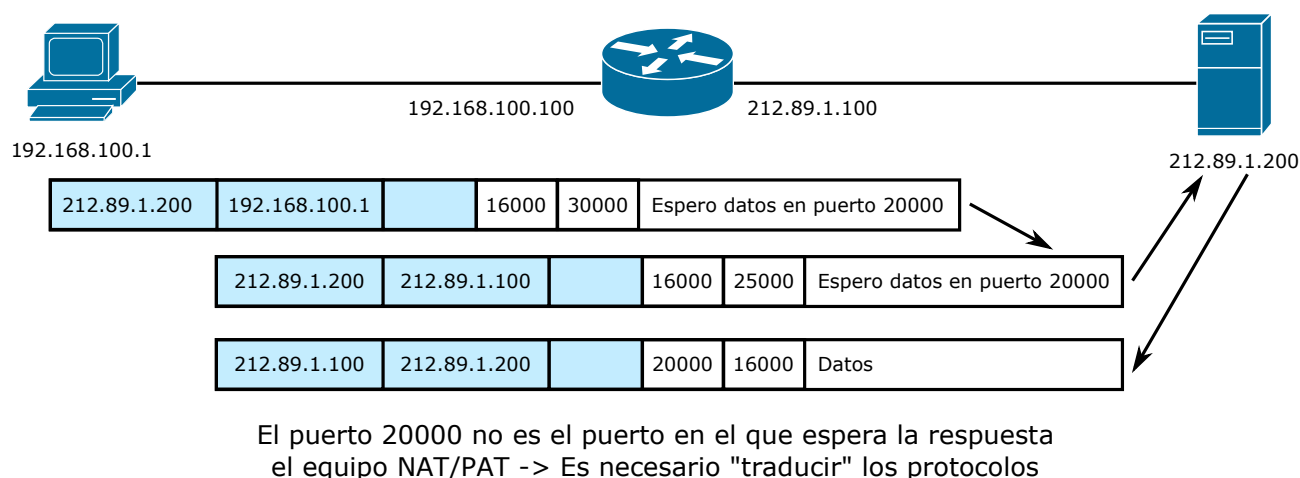 192.168.100.100
212.89.1.100
192.168.100.1
212.89.1.200
212.89.1.200 192.168.100.1 16000 30000 Espero datos en puerto 20000
212.89.1.200 212.89.1.100 16000 25000 Espero datos en puerto 20000
212.89.1.100 212.89.1.200 20000 16000 Datos
El puerto 20000 no es el puerto en el que espera la respuesta
el equipo NAT/PAT -> Es necesario "traducir" los protocolos